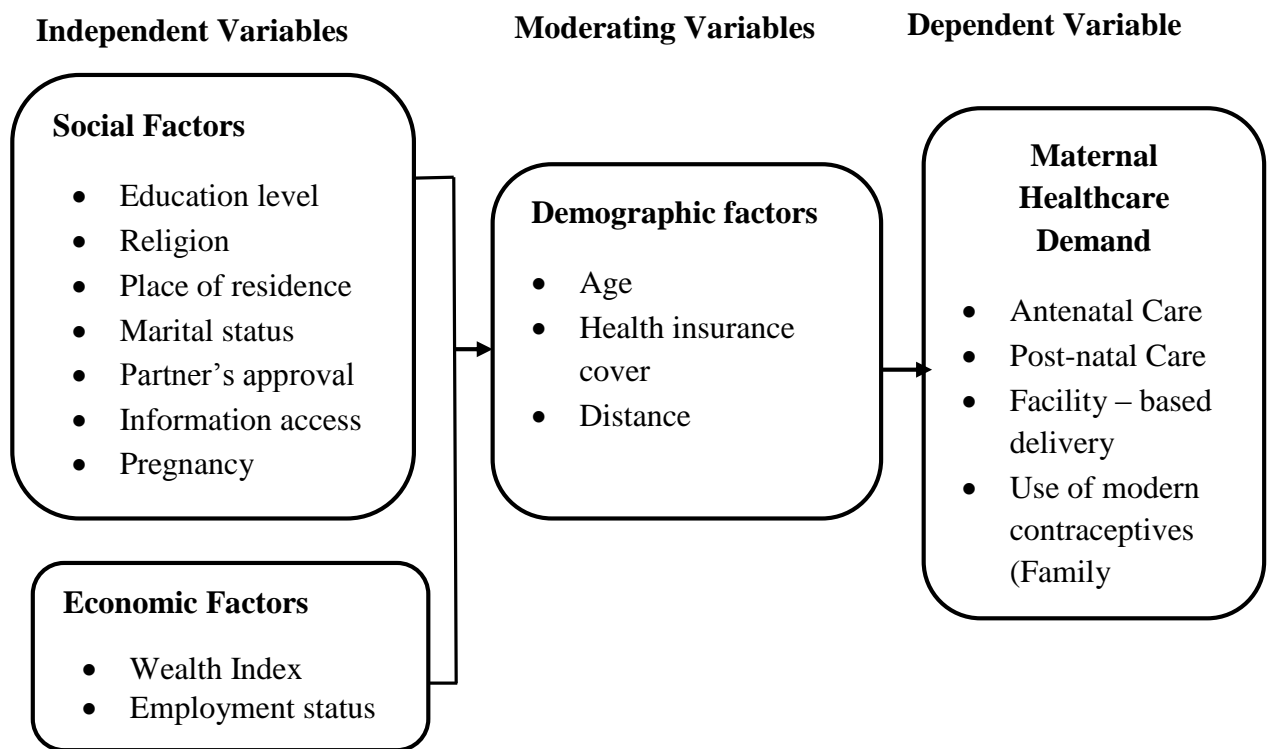 Independent Variables
Moderating Variables
Dependent Variable
Social Factors
• Education level
• Religion
• Place of residence
• Marital status
• Partner’s approval
• Information access
• Pregnancy
Economic Factors
• Wealth Index
• Employment status
Demographic factors
• Age
• Health insurance
cover
• Distance
Maternal
Healthcare
Demand
• Antenatal Care
• Post-natal Care
• Facility – based
delivery
• Use of modern
contraceptives
(Family